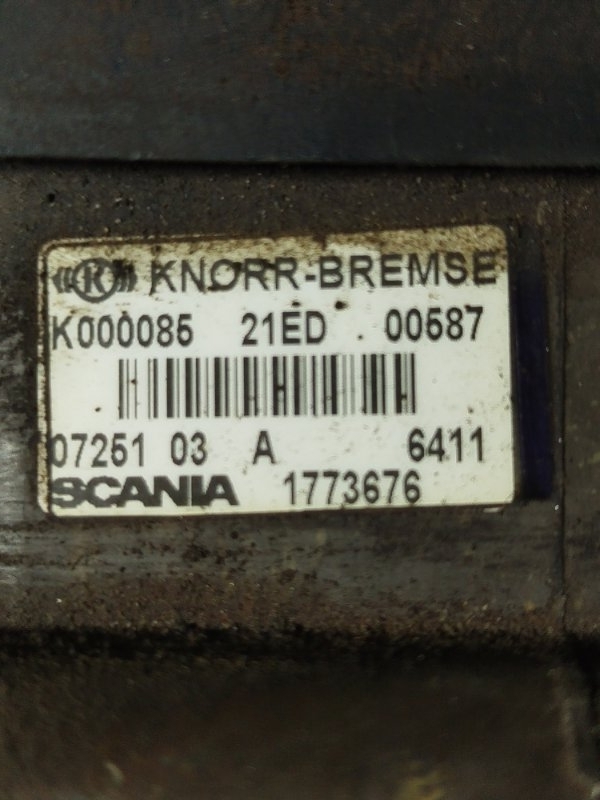 K KNORR-BREMSE
K000085 21ED 00587
07251 03 A 6411
SCANIA 1773676